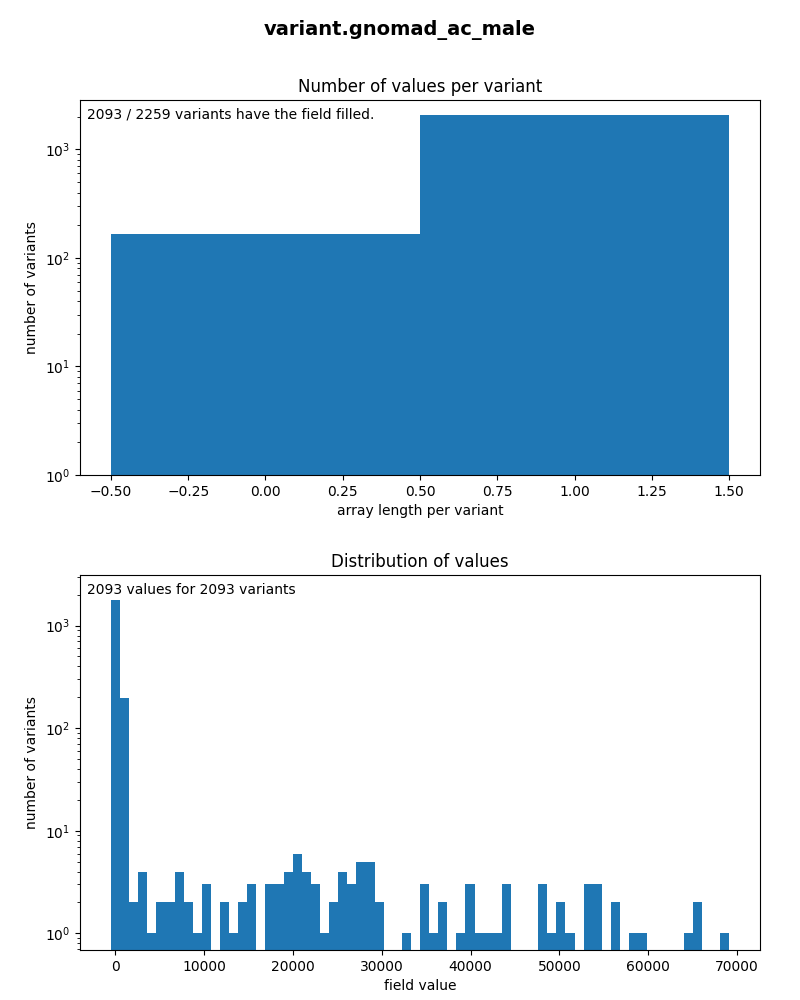 variant.gnomad_ac_male
Number of values per variant
2093 / 2259 variants have the field filled.
number of variants
10³
10²
10¹
10⁰
−0.50 −0.25 0.00 0.25 0.50 0.75 1.00 1.25 1.50
array length per variant
Distribution of values
2093 values for 2093 variants
number of variants
10³
10²
10¹
10⁰
0 10000 20000 30000 40000 50000 60000 70000
field value